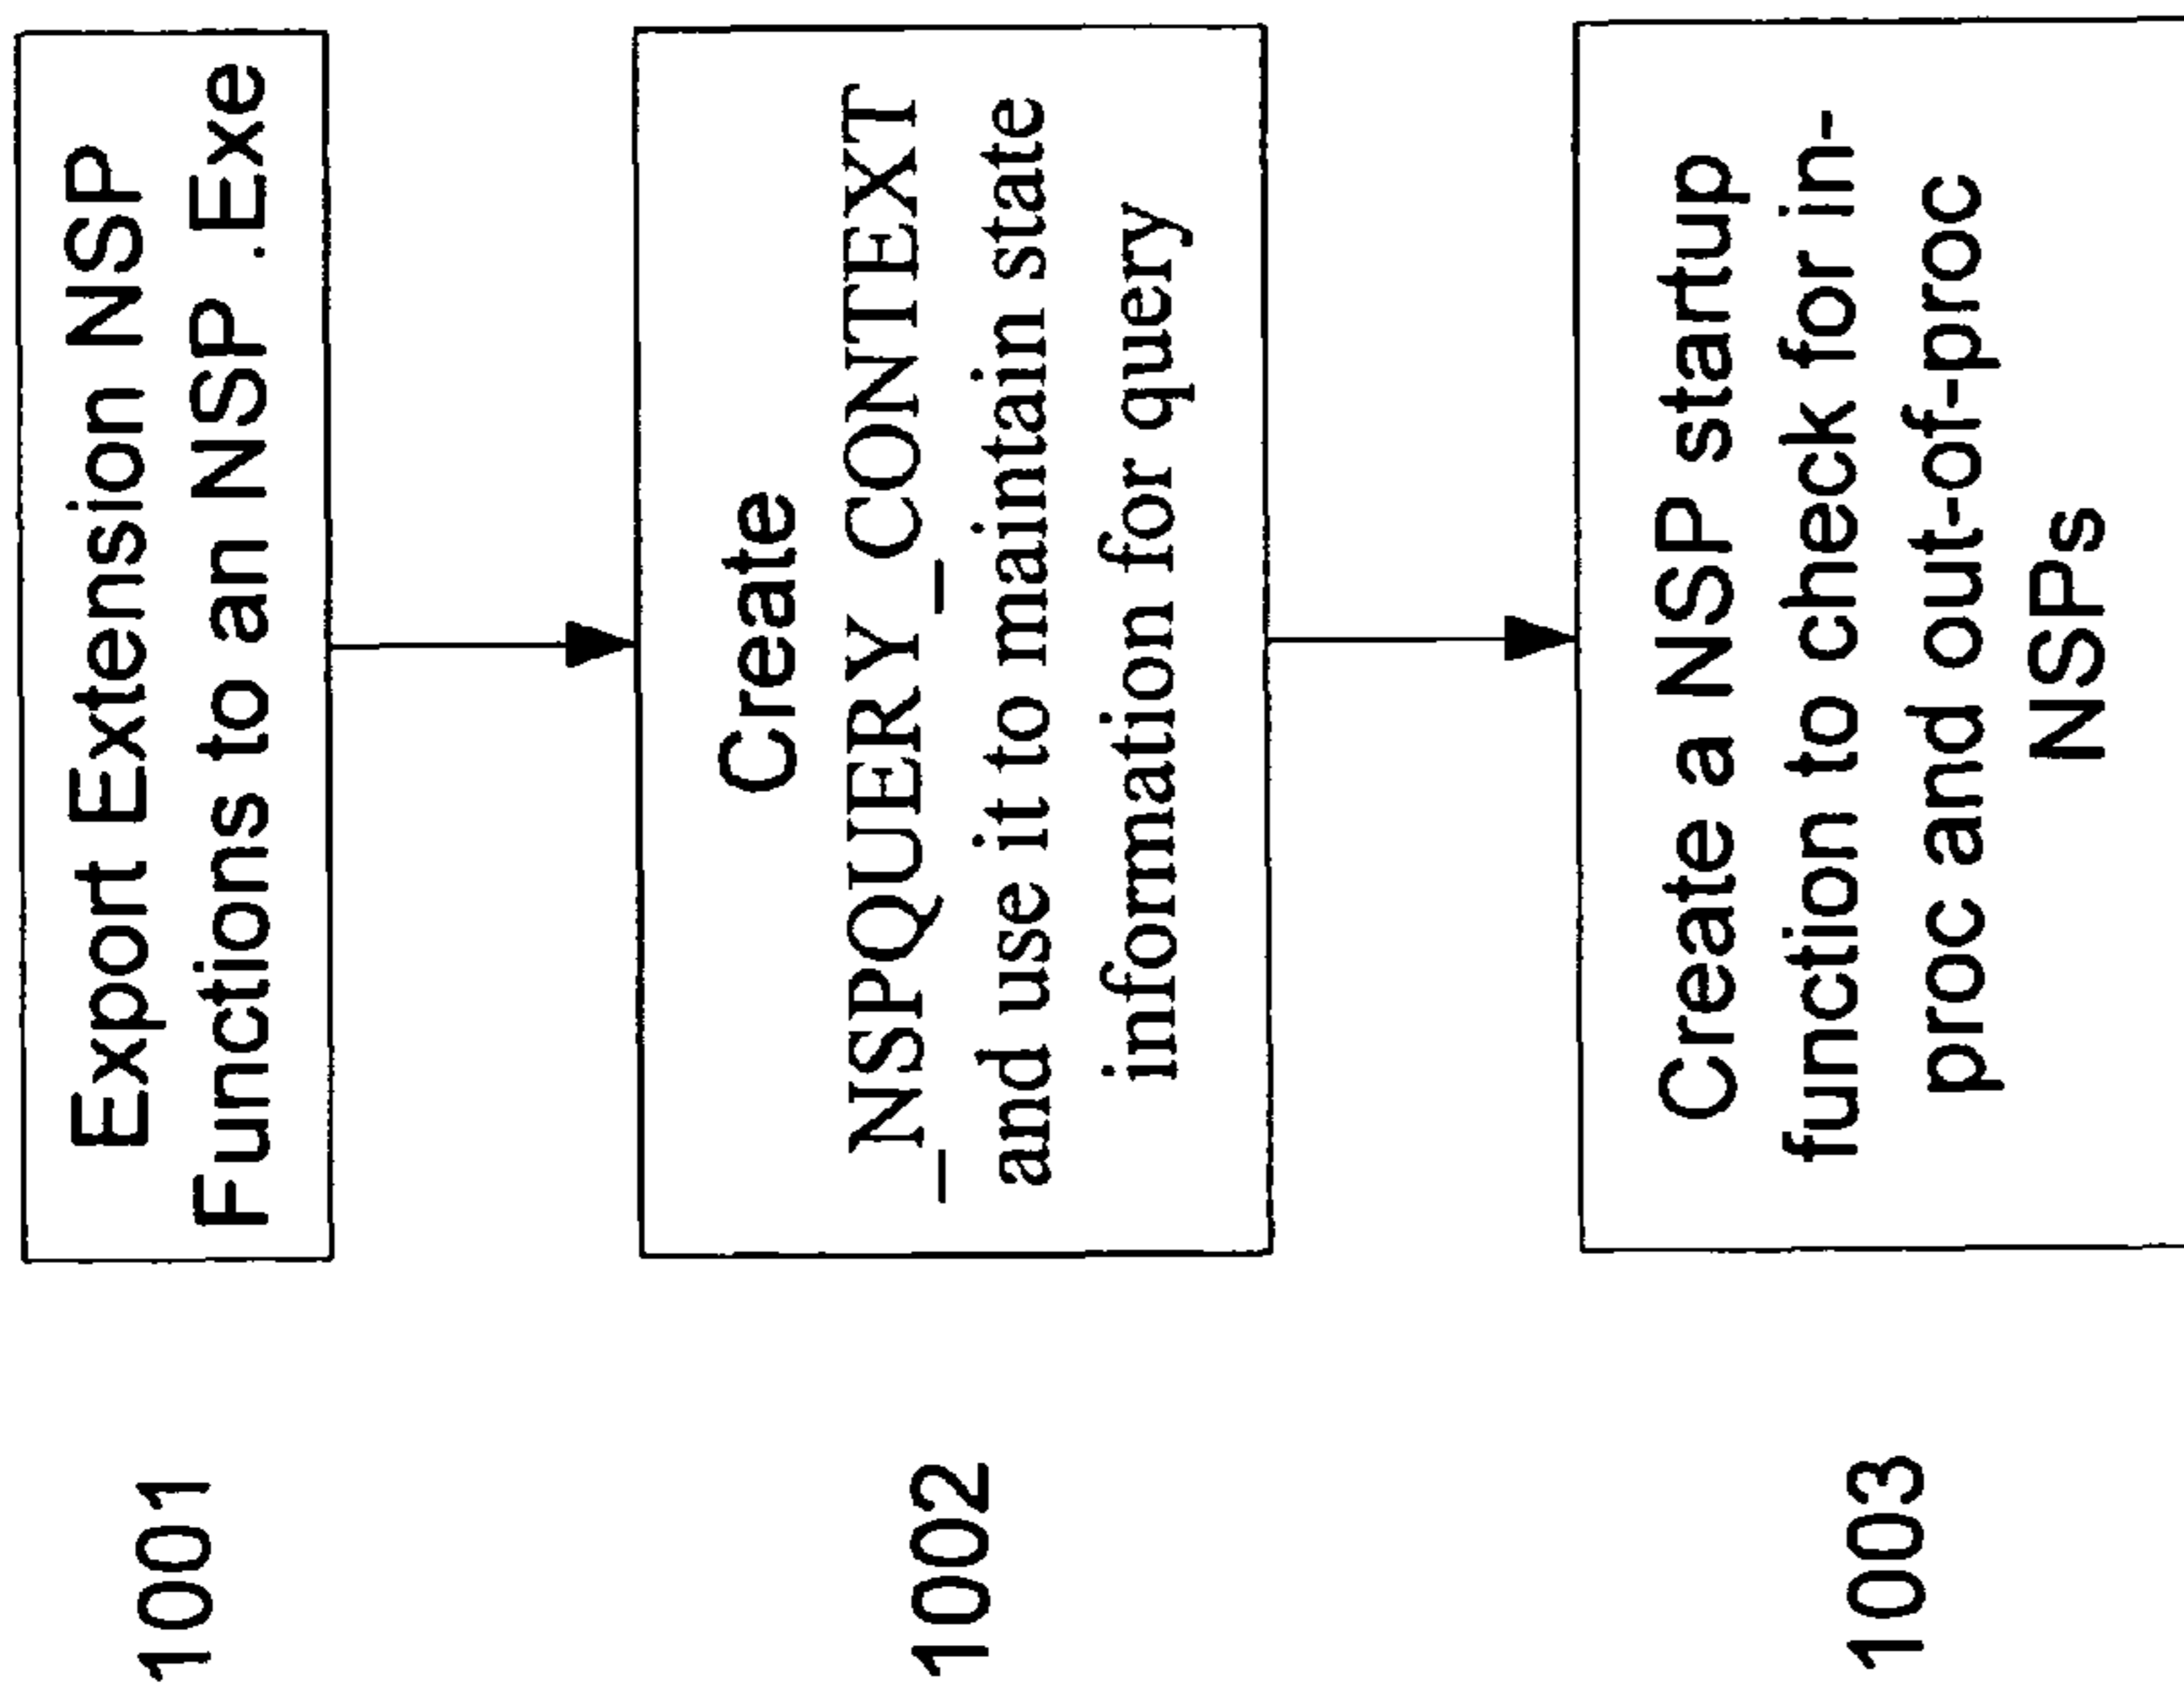 1001
Export Extension NSP
Functions to an NSP .Exe
1002
Create
_NSPQUERY_CONTEXT
and use it to maintain state
information for query
1003
Create a NSP startup
function to check for in-
proc and out-of-proc
NSPs